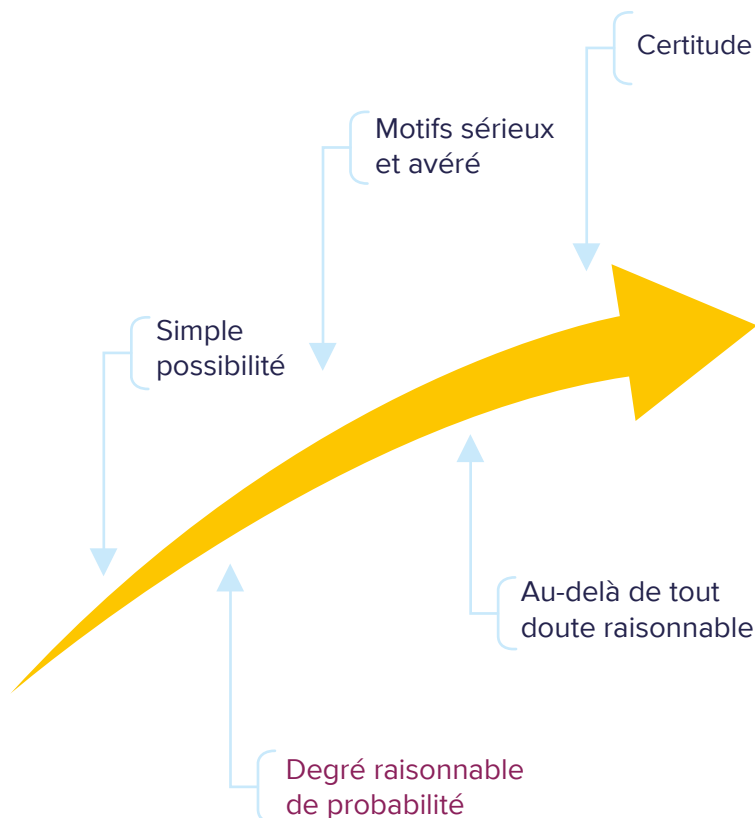 Certitude
Motifs sérieux
et avéré
Simple
possibilité
Au-delà de tout
doute raisonnable
Degré raisonnable
de probabilité